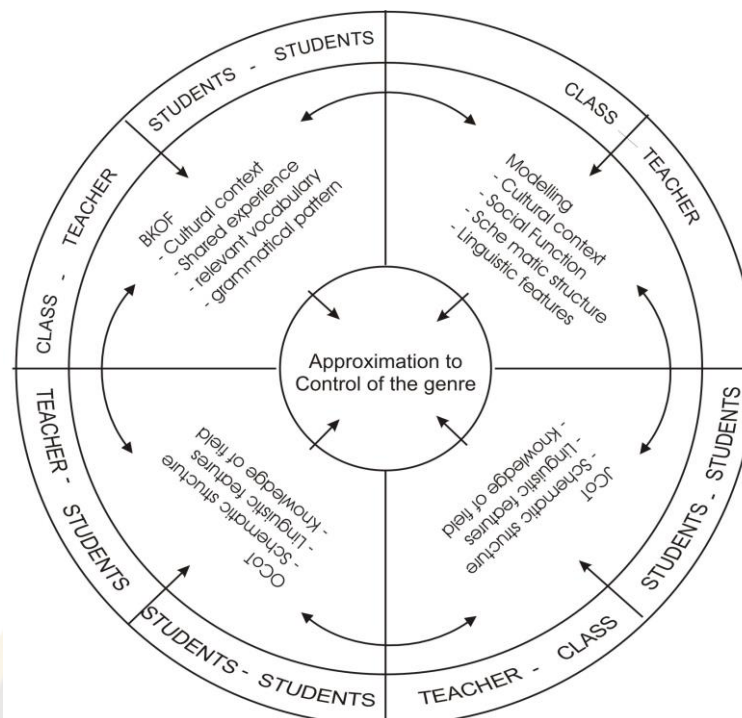 STUDENTS - STUDENTS
CLASS - TEACHER
CLASS - TEACHER
BKOF
- Cultural context
- Shared experience
- relevant vocabulary
- grammatical pattern
Modelling
- Cultural context
- Social Function
- Sche matic structure
- Linguistic features
Approximation to
Control of the genre
OCoT
- Schematic structure
- Linguistic features
- Knowledge of field
JCoT
- Schematic structure
- Linguistic features
- Knowledge of field
TEACHER - STUDENTS
STUDENTS - STUDENTS
TEACHER - CLASS
STUDENTS - STUDENTS